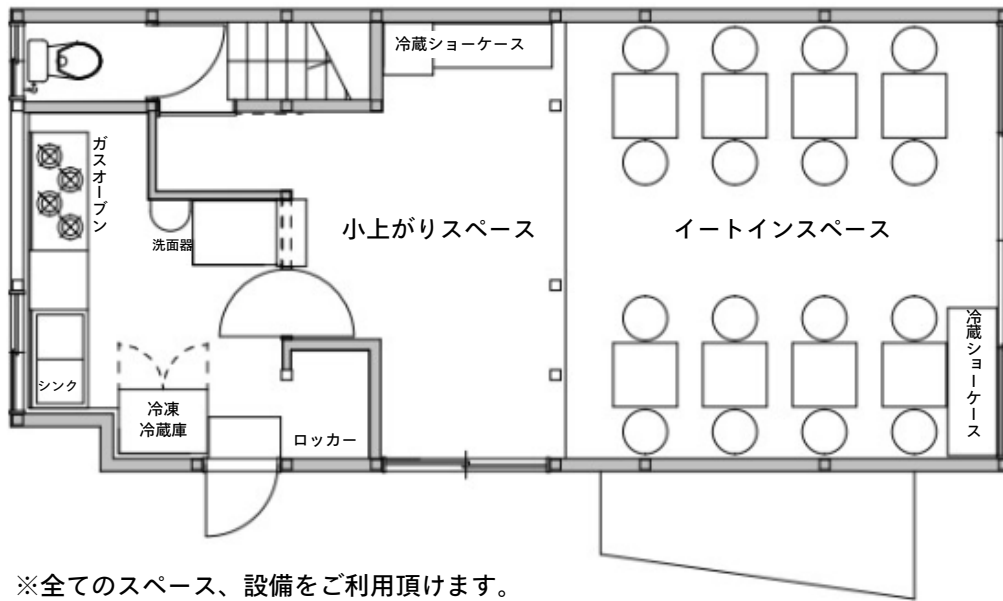 冷蔵ショーケース
ガスオーブン
洗面器
小上がりスペース
イートインスペース
シンク
冷凍
冷蔵庫
ロッカー
冷蔵ショーケース
※全てのスペース、設備をご利用頂けます。